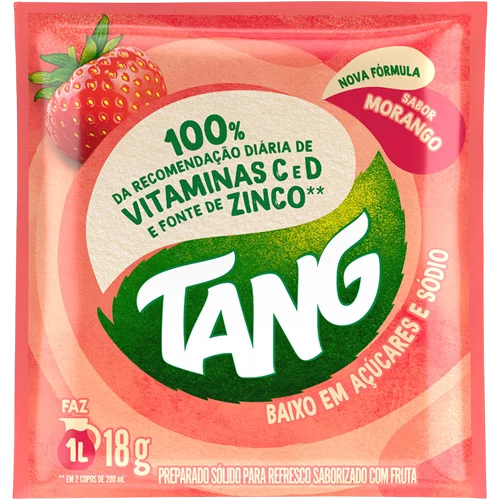 NOVA FÓRMULA
SABOR
MORANGO
100%
DA RECOMENDAÇÃO DIÁRIA DE
VITAMINAS C E D
E FONTE DE ZINCO**
TANG
BAIXO EM AÇÚCARES E SÓDIO
FAZ
1L
18g
** EM 2 COPOS DE 200 mL
PREPARADO SÓLIDO PARA REFRESCO SABORIZADO COM FRUTA